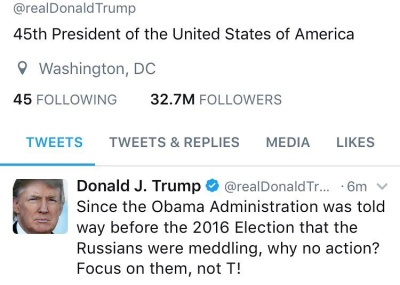 @realDonaldTrump
45th President of the United States of America
Washington, DC
45 FOLLOWING 32.7M FOLLOWERS
TWEETS TWEETS & REPLIES MEDIA LIKES
Donald J. Trump @realDonaldTr... · 6m
Since the Obama Administration was told
way before the 2016 Election that the
Russians were meddling, why no action?
Focus on them, not T!